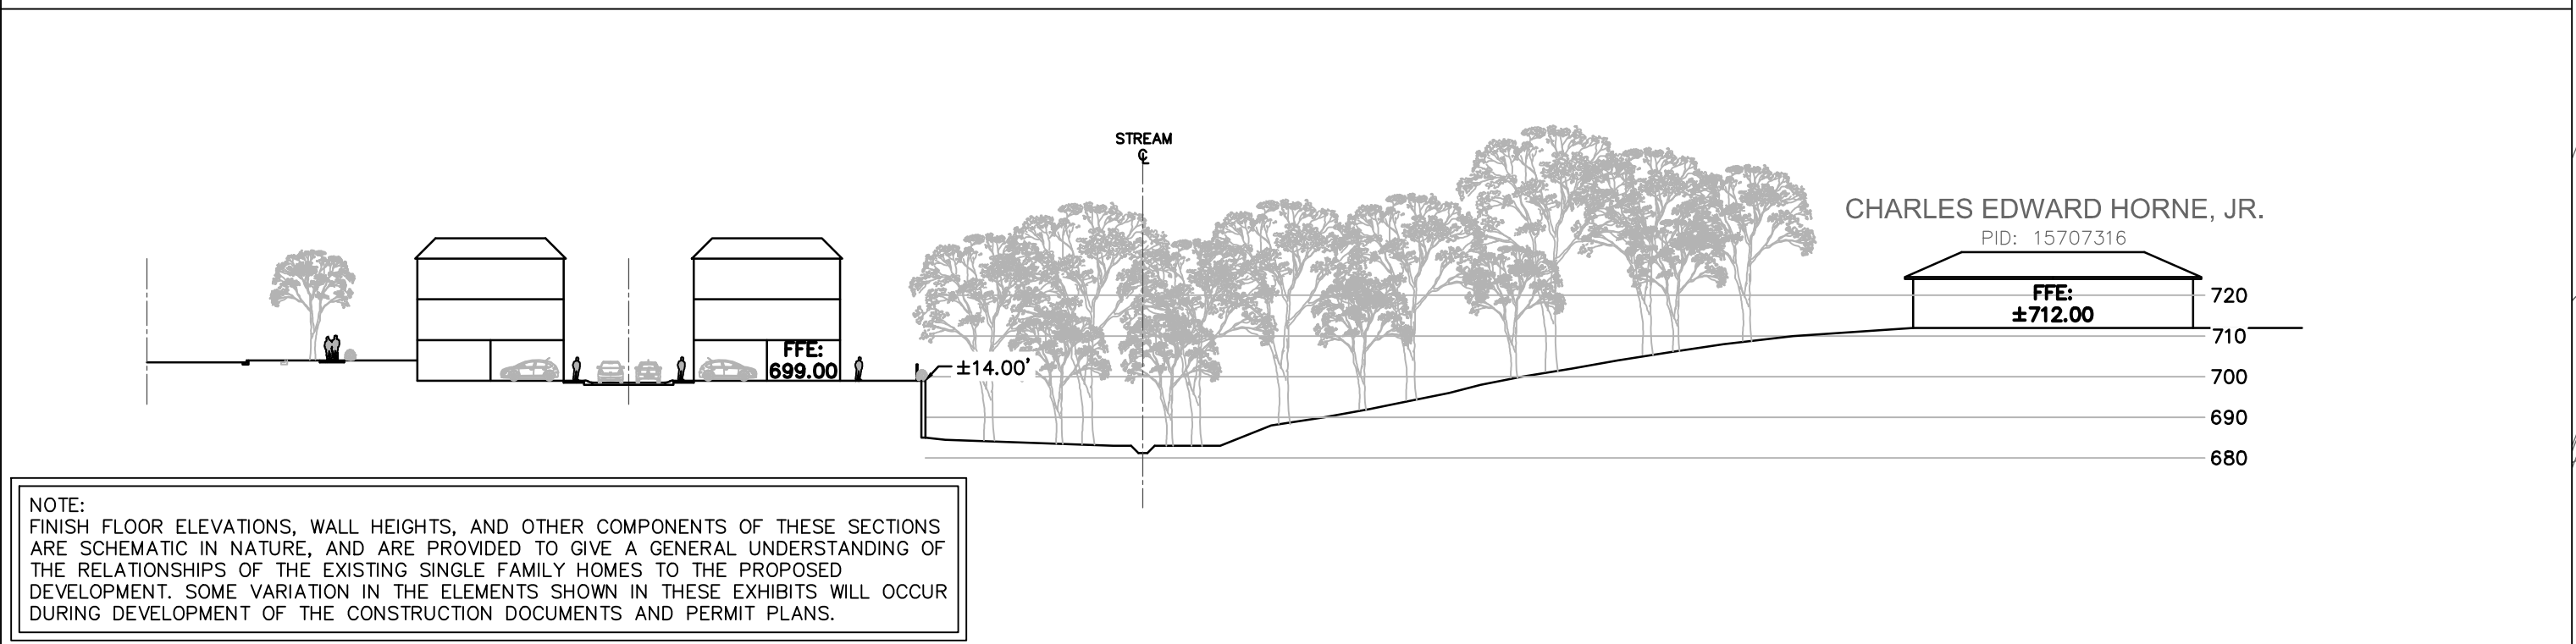 STREAM
℄
CHARLES EDWARD HORNE, JR.
PID: 15707316
FFE:
±712.00
720
710
FFE:
699.00
±14.00'
700
690
680
NOTE:
FINISH FLOOR ELEVATIONS, WALL HEIGHTS, AND OTHER COMPONENTS OF THESE SECTIONS
ARE SCHEMATIC IN NATURE, AND ARE PROVIDED TO GIVE A GENERAL UNDERSTANDING OF
THE RELATIONSHIPS OF THE EXISTING SINGLE FAMILY HOMES TO THE PROPOSED
DEVELOPMENT. SOME VARIATION IN THE ELEMENTS SHOWN IN THESE EXHIBITS WILL OCCUR
DURING DEVELOPMENT OF THE CONSTRUCTION DOCUMENTS AND PERMIT PLANS.